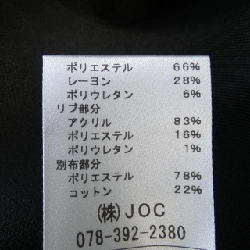 ポリエステル 66%
レーヨン 28%
ポリウレタン 6%
リブ部分
アクリル 83%
ポリエステル 16%
ポリウレタン 1%
別布部分
ポリエステル 78%
コットン 22%
(株)JOC
078-392-2380